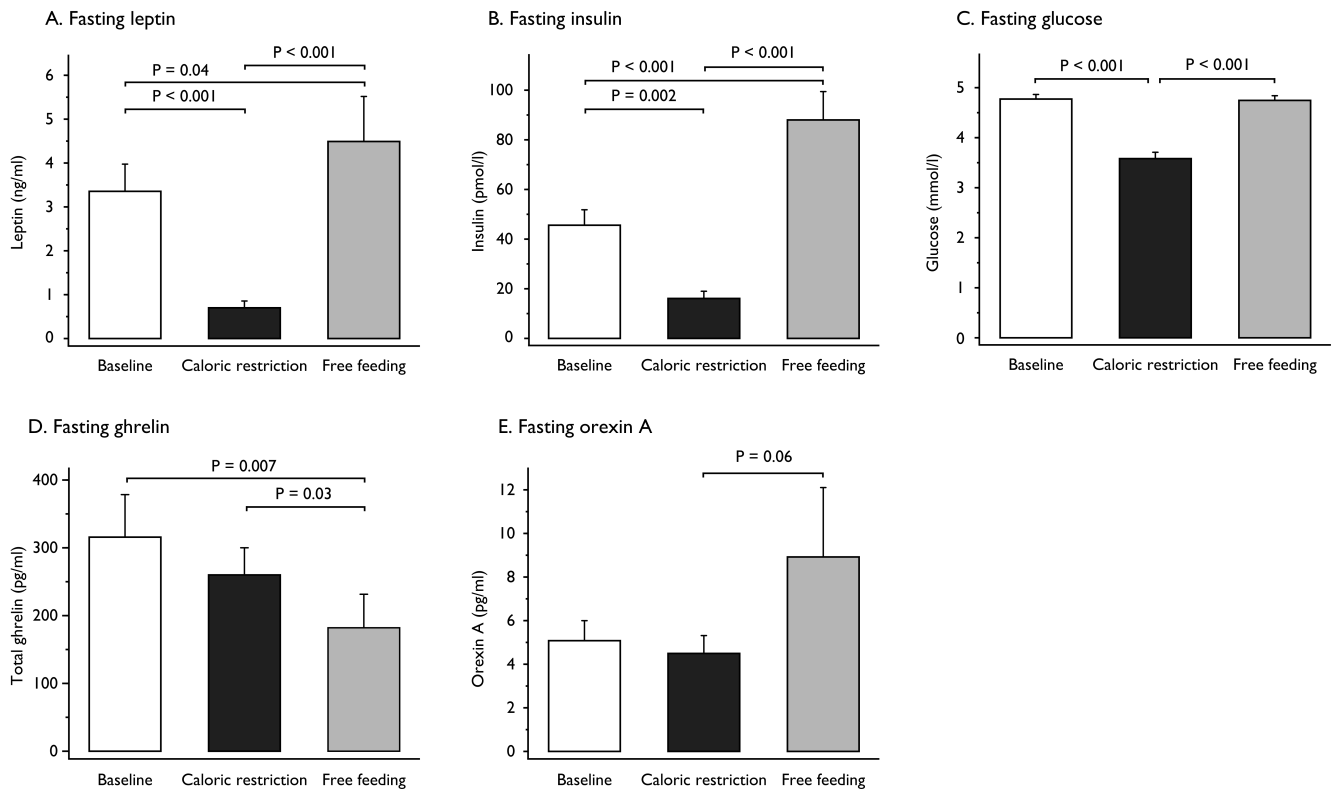 A. Fasting leptin
P < 0.001
P = 0.04
P < 0.001
Leptin (ng/ml)
6
5
4
3
2
1
0
Baseline Caloric restriction Free feeding
B. Fasting insulin
P < 0.001
P < 0.001
P = 0.002
Insulin (pmol/l)
100
80
60
40
20
0
Baseline Caloric restriction Free feeding
C. Fasting glucose
P < 0.001 P < 0.001
Glucose (mmol/l)
5
4
3
2
1
0
Baseline Caloric restriction Free feeding
D. Fasting ghrelin
P = 0.007
P = 0.03
Total ghrelin (pg/ml)
400
300
200
100
0
Baseline Caloric restriction Free feeding
E. Fasting orexin A
P = 0.06
Orexin A (pg/ml)
12
10
8
6
4
2
0
Baseline Caloric restriction Free feeding